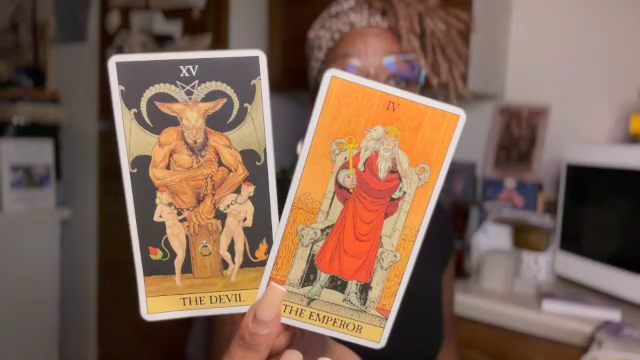 XV
THE DEVIL
IV
THE EMPEROR